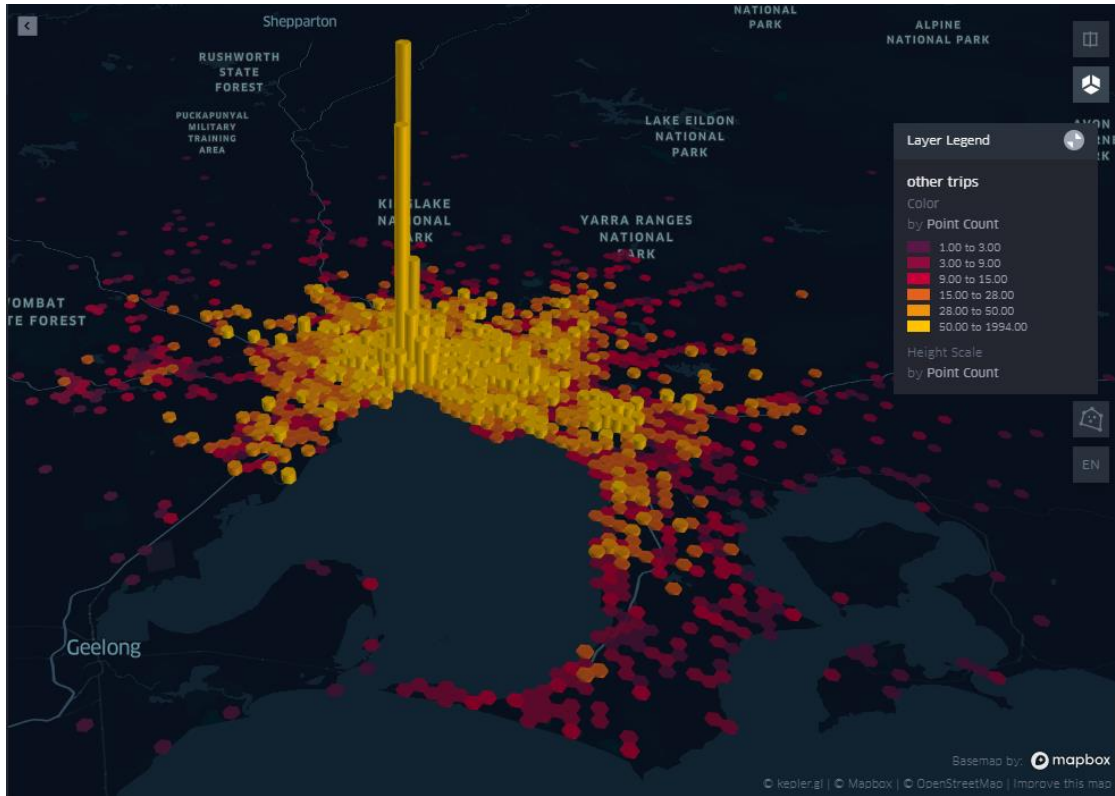 Shepparton
NATIONAL
PARK
ALPINE
NATIONAL PARK
RUSHWORTH
STATE
FOREST
PUCKAPUNYAL
MILITARY
TRAINING
AREA
LAKE EILDON
NATIONAL
PARK
NATIONAL
YARRA RANGES
NATIONAL
PARK
Layer Legend
other trips
Color
by Point Count
1.00 to 3.00
3.00 to 9.00
9.00 to 15.00
15.00 to 28.00
28.00 to 50.00
50.00 to 1994.00
Height Scale
by Point Count
EN
OMBAT
TE FOREST
Geelong
Basemap by: mapbox
© kepler.gl | © Mapbox | © OpenStreetMap | Improve this map